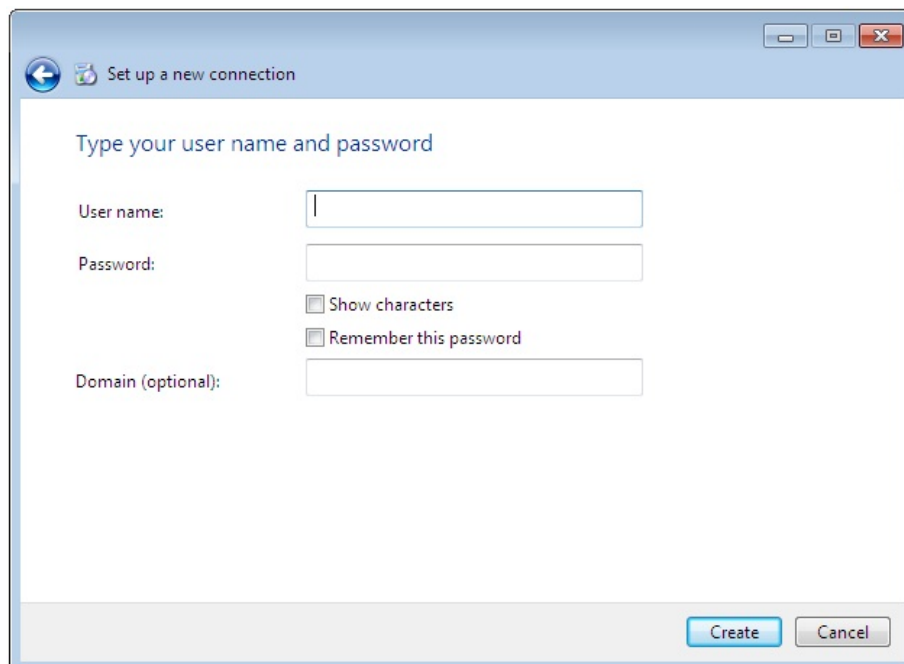 Set up a new connection
Type your user name and password
User name:
Password:
Show characters
Remember this password
Domain (optional):
Create Cancel